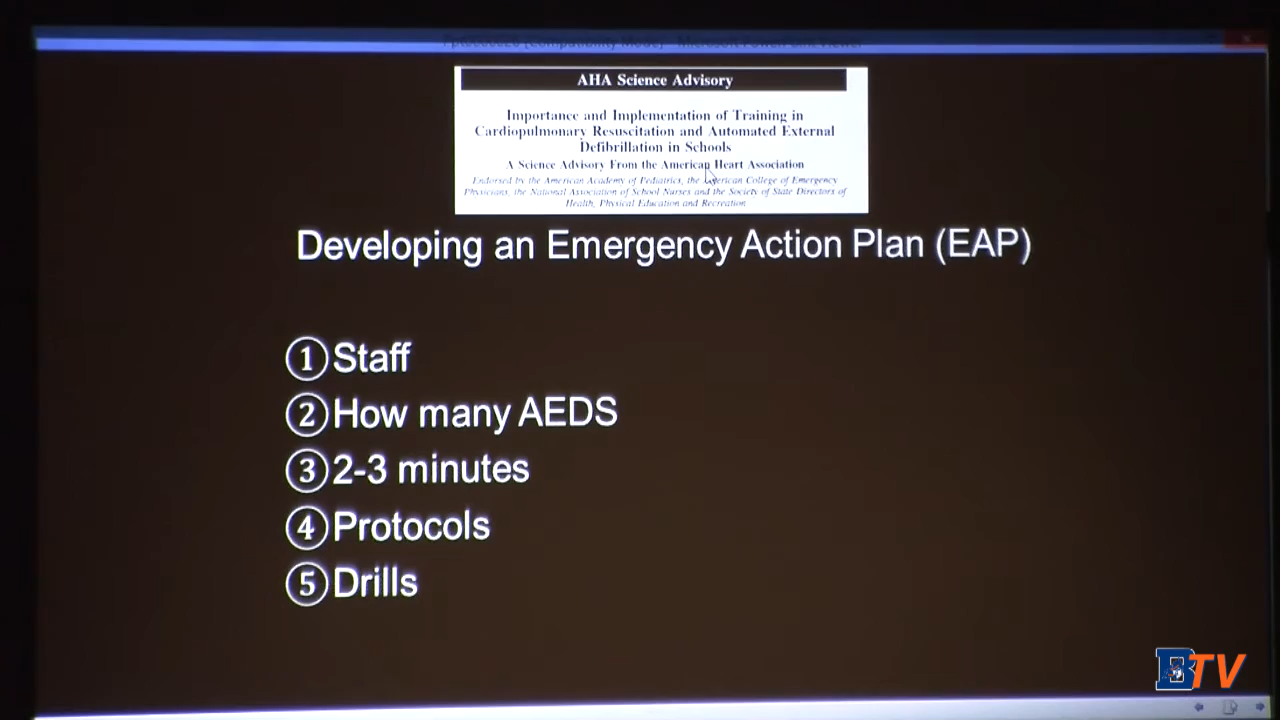 AHA Science Advisory
Importance and Implementation of Training in
Cardiopulmonary Resuscitation and Automated External
Defibrillation in Schools
A Science Advisory From the American Heart Association
Endorsed by the American Academy of Pediatrics, the American College of Emergency
Physicians, the National Association of School Nurses and the Society of State Directors of
Health, Physical Education and Recreation
Developing an Emergency Action Plan (EAP)
① Staff
② How many AEDS
③ 2-3 minutes
④ Protocols
⑤ Drills
BTV